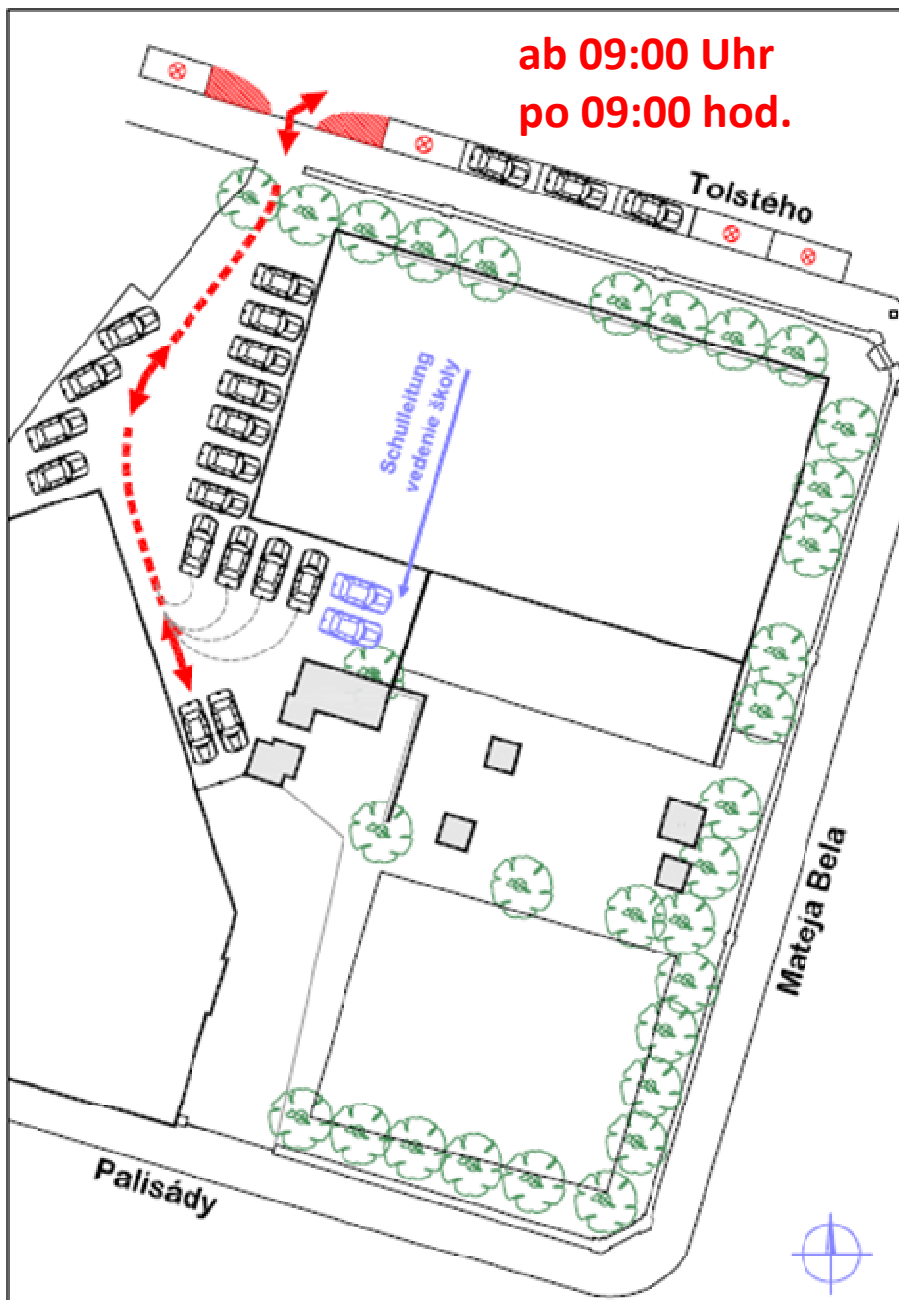 ab 09:00 Uhr
po 09:00 hod.
Tolstého
Schulleitung
vedenie školy
Mateja Bela
Palisády